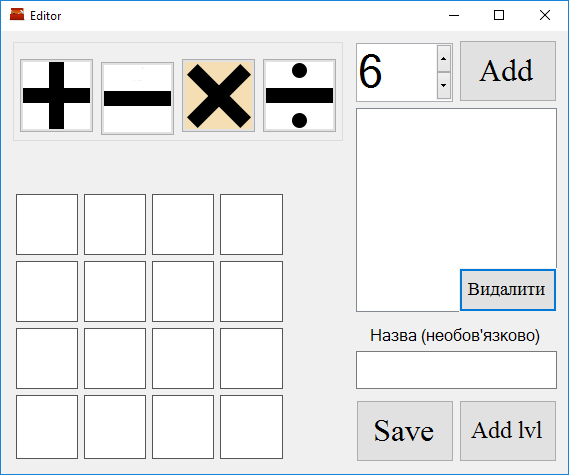 Editor
6
Add
Видалити
Назва (необов'язково)
Save
Add lvl